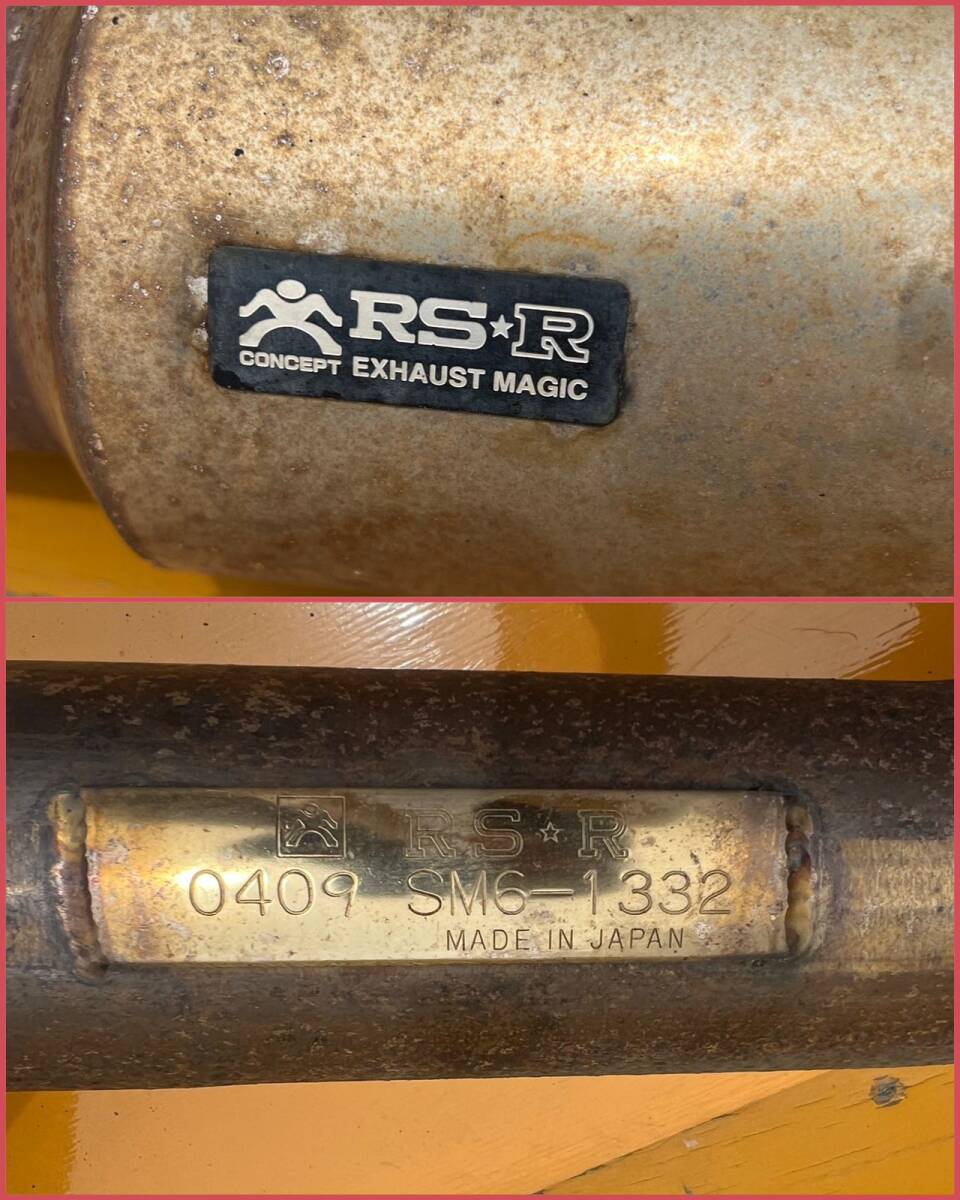 RS★R
CONCEPT EXHAUST MAGIC
RS☆R
0409 SM6-1332
MADE IN JAPAN